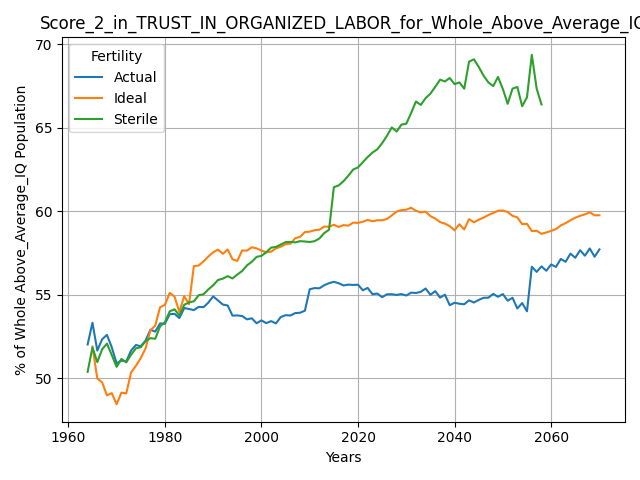 Score_2_in_TRUST_IN_ORGANIZED_LABOR_for_Whole_Above_Average_IQ
Fertility
Actual
Ideal
Sterile
% of Whole Above_Average_IQ Population
70
65
60
55
50
1960 1980 2000 2020 2040 2060
Years